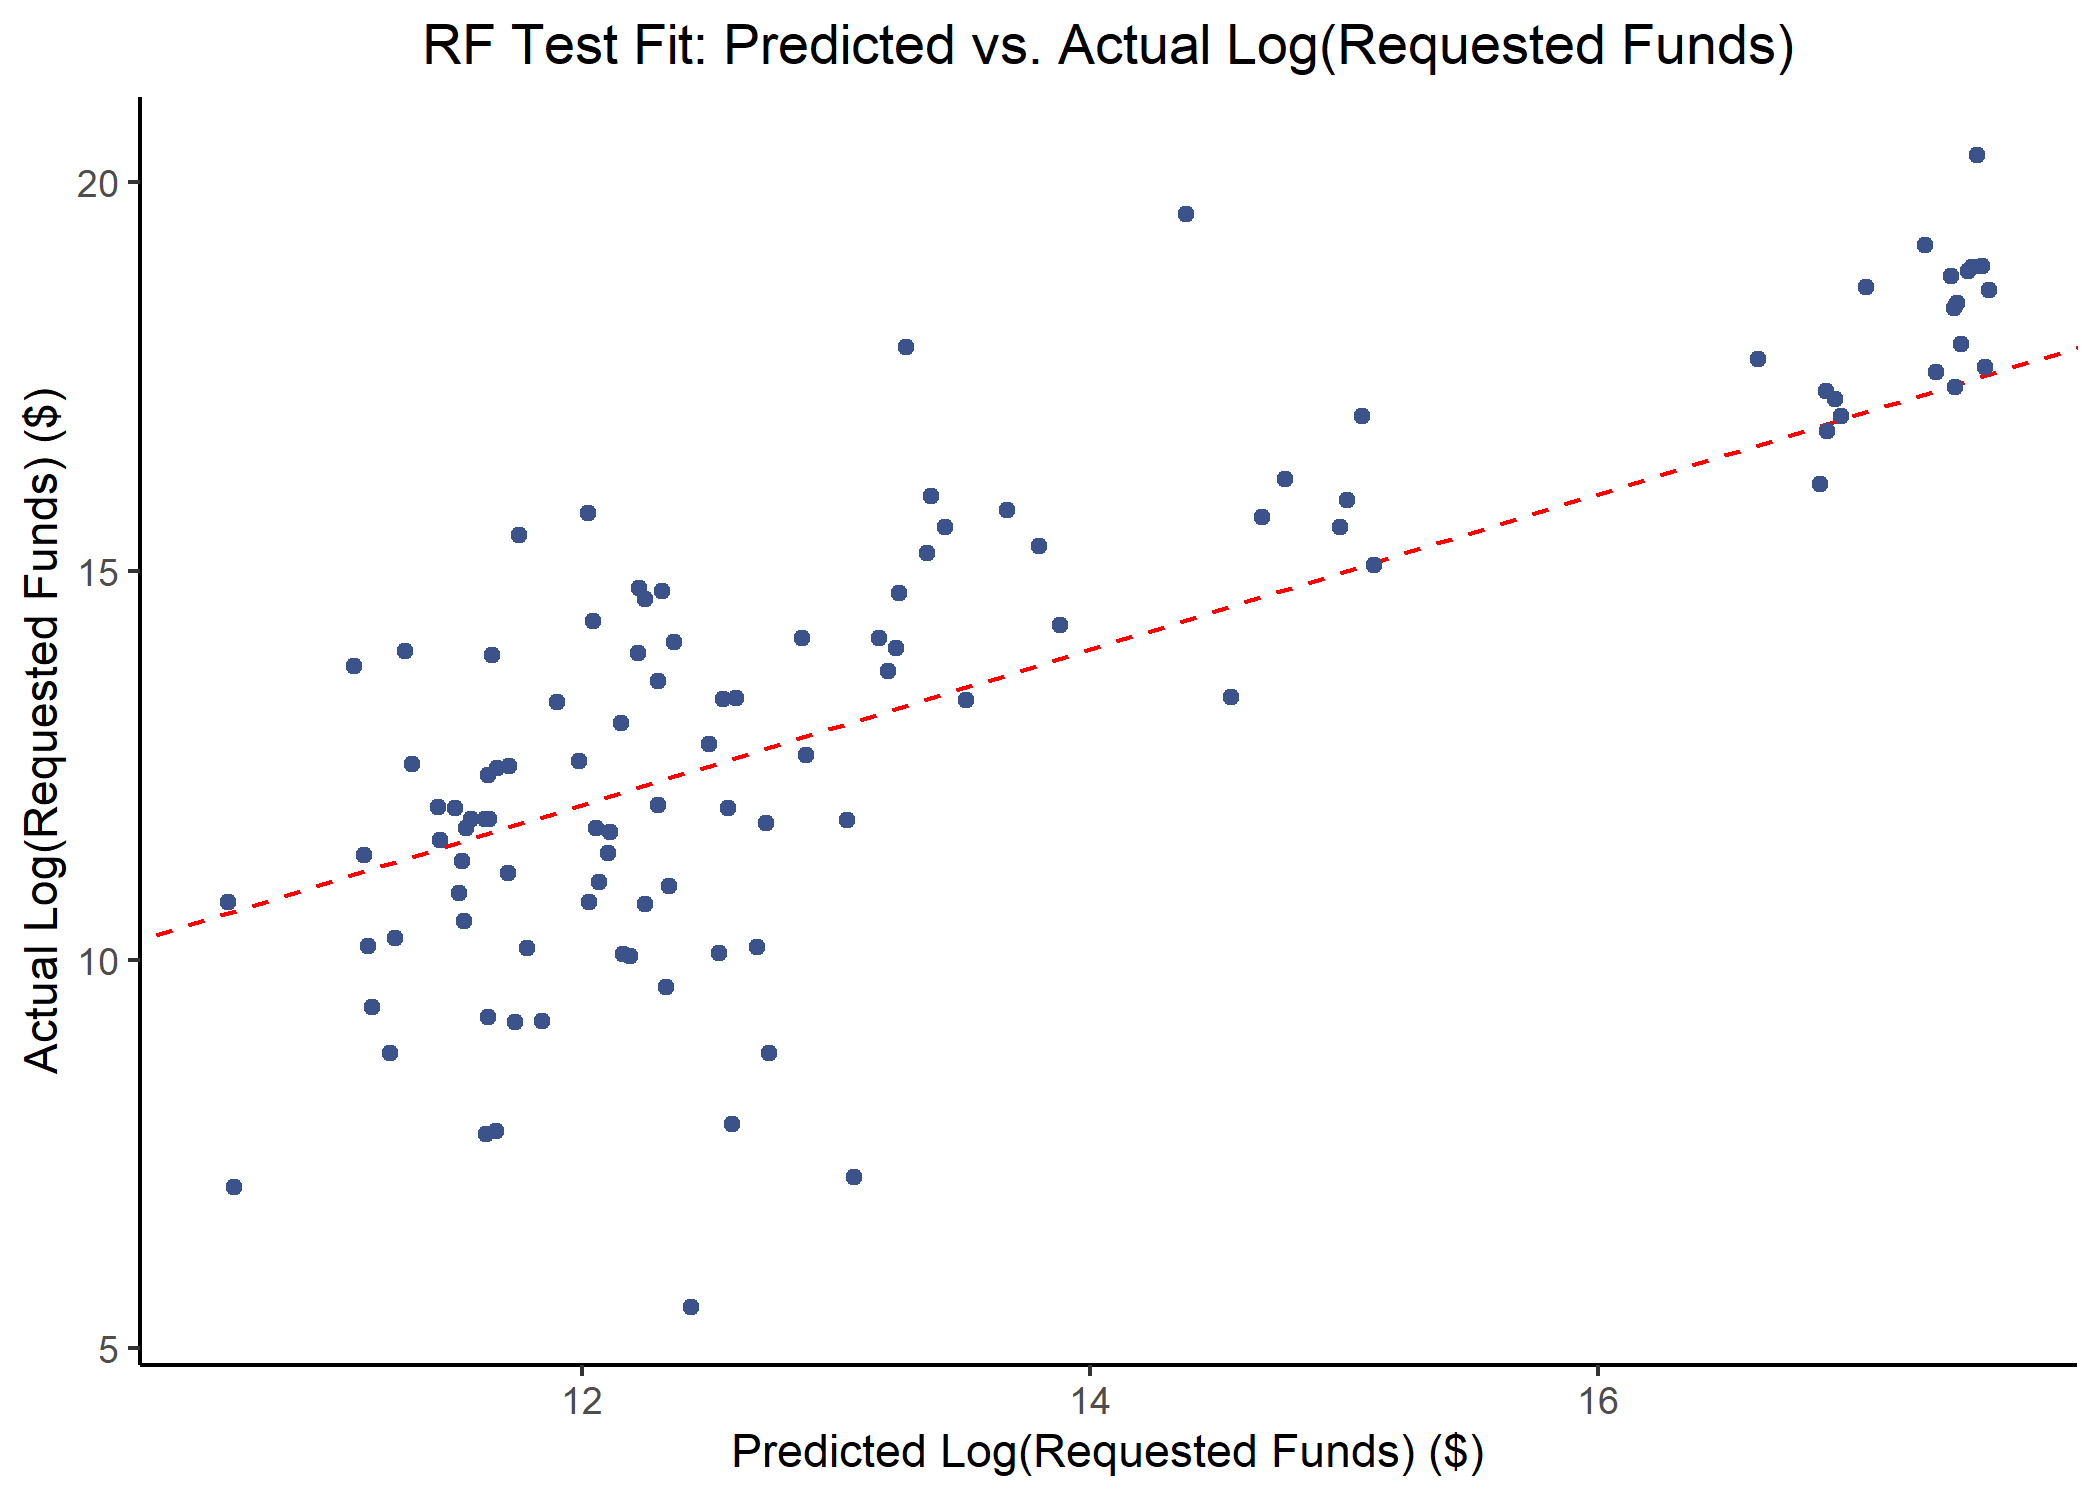 RF Test Fit: Predicted vs. Actual Log(Requested Funds)
Actual Log(Requested Funds) ($)
20
15
10
5
12
14
16
Predicted Log(Requested Funds) ($)